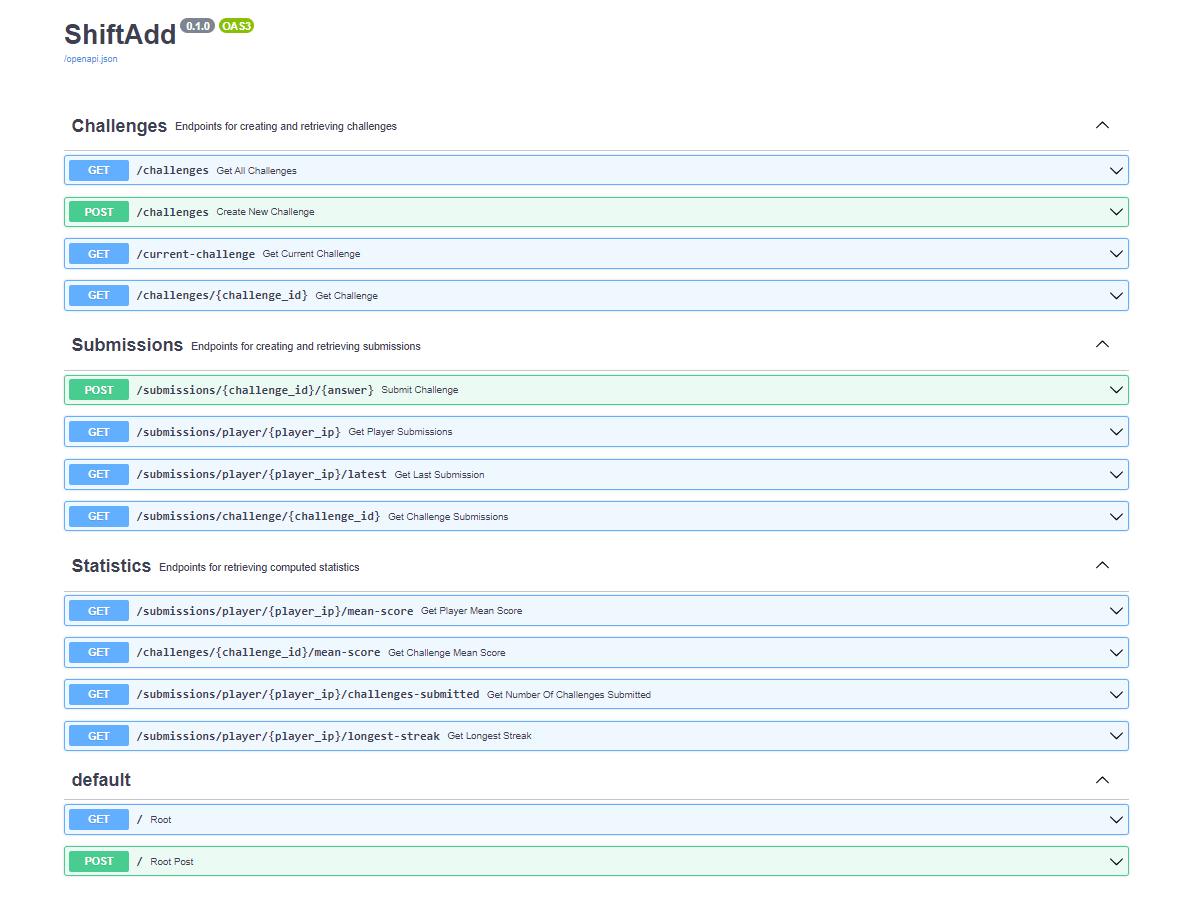 ShiftAdd 0.1.0 OAS3
/openapi.json
Challenges Endpoints for creating and retrieving challenges
GET /challenges Get All Challenges
POST /challenges Create New Challenge
GET /current-challenge Get Current Challenge
GET /challenges/{challenge_id} Get Challenge
Submissions Endpoints for creating and retrieving submissions
POST /submissions/{challenge_id}/{answer} Submit Challenge
GET /submissions/player/{player_ip} Get Player Submissions
GET /submissions/player/{player_ip}/latest Get Last Submission
GET /submissions/challenge/{challenge_id} Get Challenge Submissions
Statistics Endpoints for retrieving computed statistics
GET /submissions/player/{player_ip}/mean-score Get Player Mean Score
GET /challenges/{challenge_id}/mean-score Get Challenge Mean Score
GET /submissions/player/{player_ip}/challenges-submitted Get Number Of Challenges Submitted
GET /submissions/player/{player_ip}/longest-streak Get Longest Streak
default
GET / Root
POST / Root Post